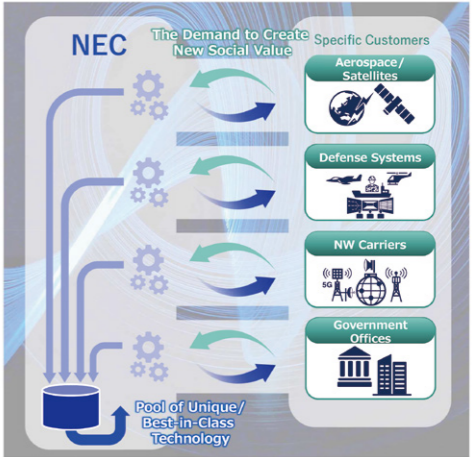 NEC
The Demand to Create
New Social Value
Specific Customers
Aerospace/
Satellites
Defense Systems
NW Carriers
5G
Government
Offices
Pool of Unique/
Best-in-Class
Technology